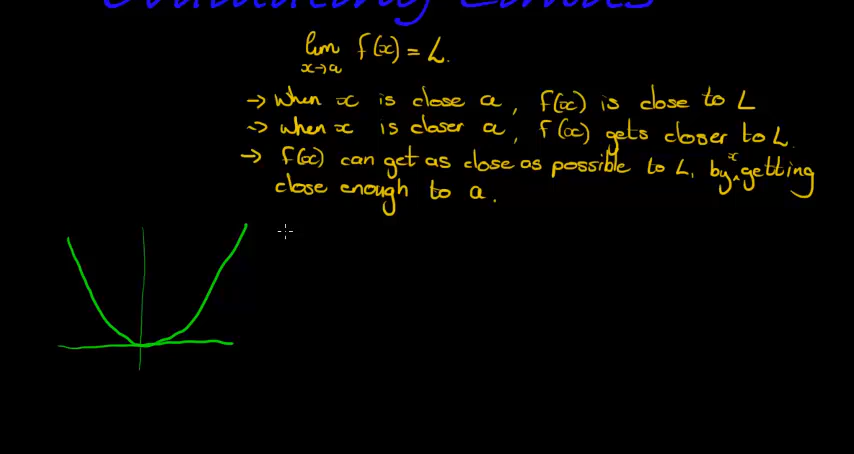 lim f(x) = L.
x→a
→ when x is close a, f(x) is close to L
→ when x is closer a, f(x) gets closer to L.
→ f(x) can get as close as possible to L, by x getting
close enough to a.